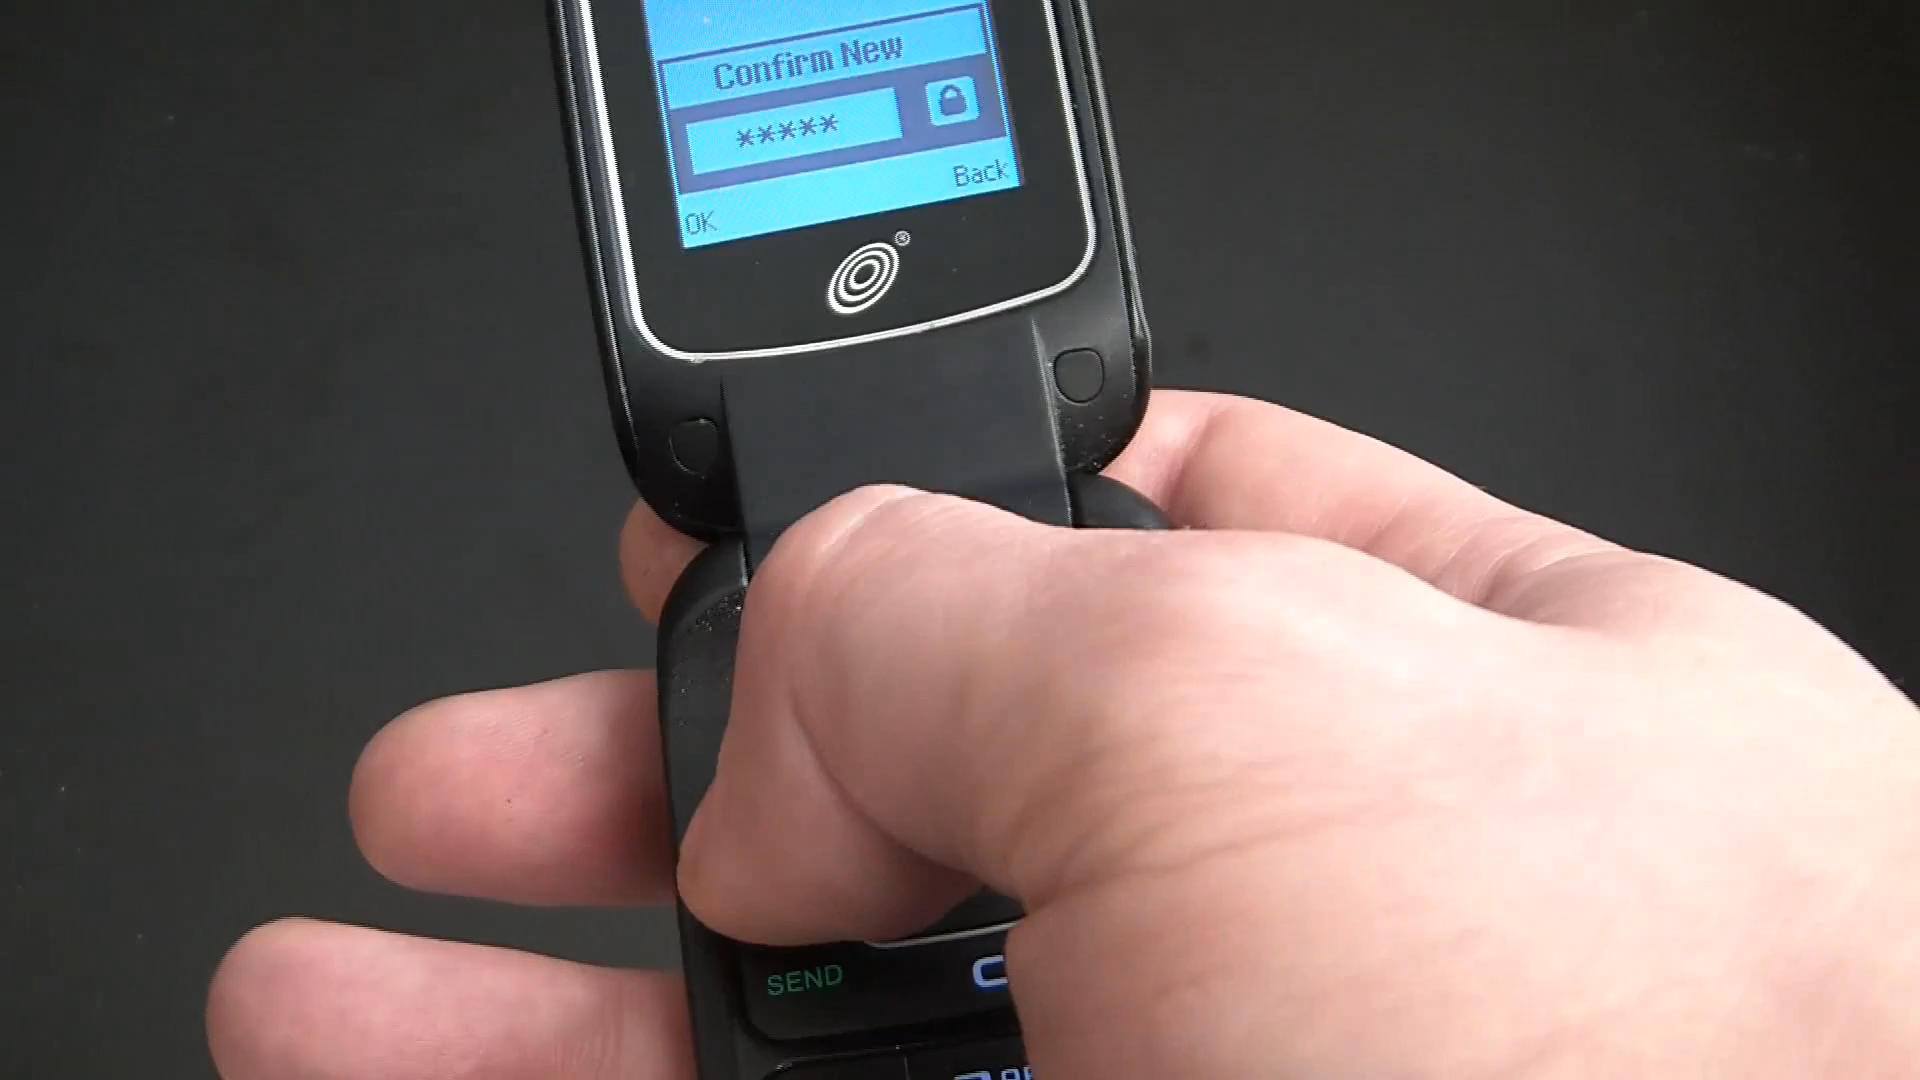 Confirm New
*****
Back
OK
®
SEND
C